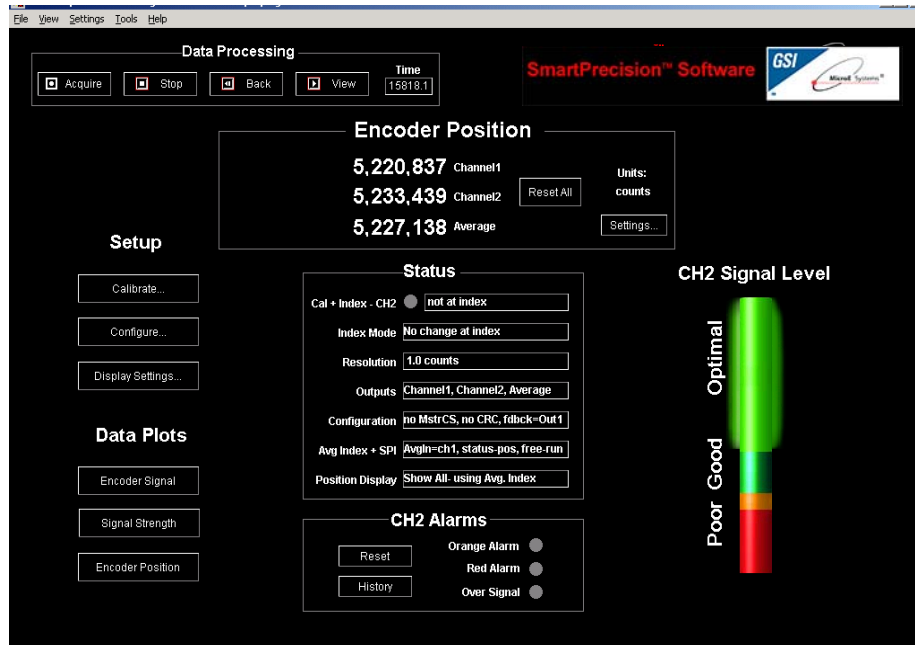 File View Settings Tools Help
Data Processing
Acquire
Stop
Back
View
Time
15818.1
SmartPrecision™ Software
GSI
MicroE Systems
Encoder Position
5,220,837 Channel1
5,233,439 Channel2
5,227,138 Average
Reset All
Units:
counts
Settings...
Setup
Calibrate...
Configure...
Display Settings...
Data Plots
Encoder Signal
Signal Strength
Encoder Position
Status
Cal + Index - CH2 not at index
Index Mode No change at index
Resolution 1.0 counts
Outputs Channel1, Channel2, Average
Configuration no MstrCS, no CRC, fdbck=Out1
Avg Index + SPI AvgIn=ch1, status-pos, free-run
Position Display Show All- using Avg. Index
CH2 Alarms
Reset
History
Orange Alarm
Red Alarm
Over Signal
CH2 Signal Level
Optimal
Good
Poor